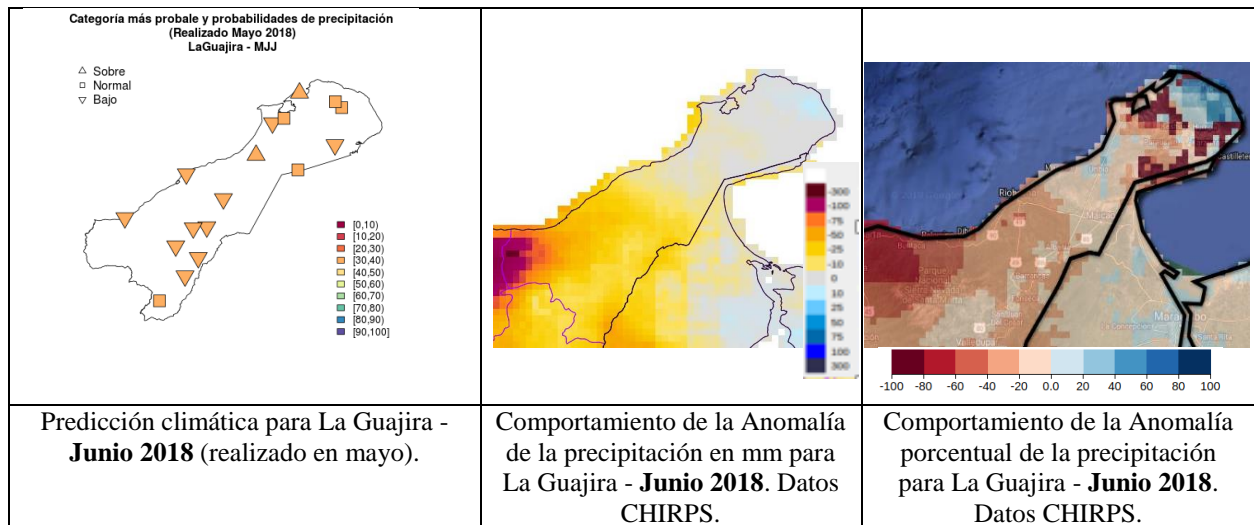 Categoría más probale y probabilidades de precipitación
(Realizado Mayo 2018)
LaGuajira - MJJ
Sobre
Normal
Bajo
[0,10)
[10,20)
[20,30)
[30,40)
[40,50)
[50,60)
[60,70)
[70,80)
[80,90)
[90,100]
-300
-100
-75
-50
-25
-10
0
10
25
50
75
100
300
Parque
Nacional
Valledupar
-100 -80 -60 -40 -20 0.0 20 40 60 80 100
Predicción climática para La Guajira -
Junio 2018 (realizado en mayo).
Comportamiento de la Anomalía
de la precipitación en mm para
La Guajira - Junio 2018. Datos
CHIRPS.
Comportamiento de la Anomalía
porcentual de la precipitación
para La Guajira - Junio 2018.
Datos CHIRPS.